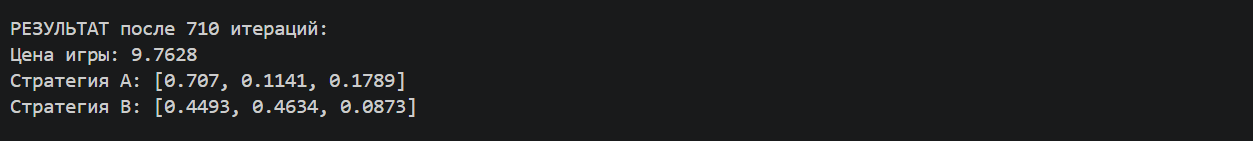 РЕЗУЛЬТАТ после 710 итераций:
Цена игры: 9.7628
Стратегия A: [0.707, 0.1141, 0.1789]
Стратегия B: [0.4493, 0.4634, 0.0873]